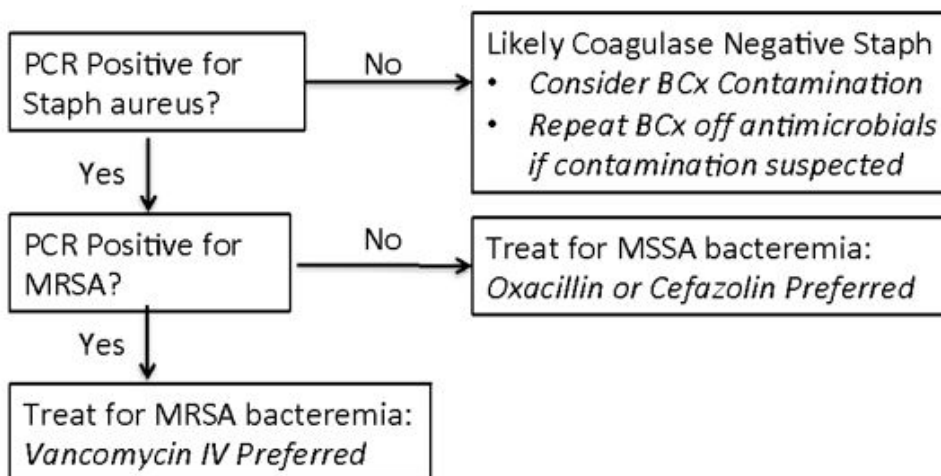 PCR Positive for
Staph aureus?
No
Likely Coagulase Negative Staph
• Consider BCx Contamination
• Repeat BCx off antimicrobials
if contamination suspected
Yes
PCR Positive for
MRSA?
No
Treat for MSSA bacteremia:
Oxacillin or Cefazolin Preferred
Yes
Treat for MRSA bacteremia:
Vancomycin IV Preferred